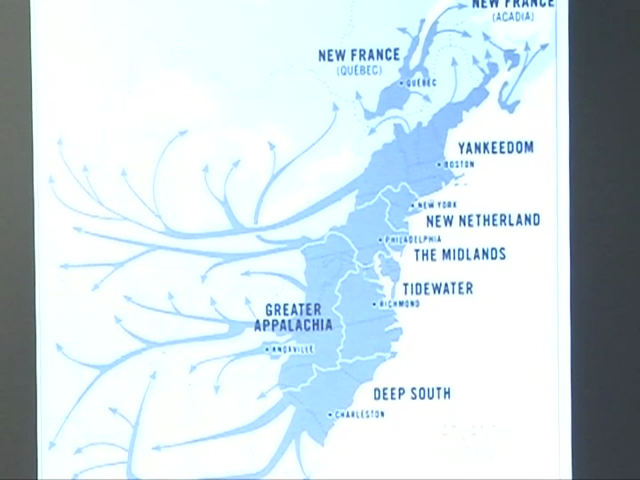 NEW FRANCE
(ACADIA)
NEW FRANCE
(QUÉBEC)
QUÉBEC
YANKEEDOM
BOSTON
NEW YORK
NEW NETHERLAND
PHILADELPHIA
THE MIDLANDS
TIDEWATER
RICHMOND
GREATER
APPALACHIA
KNOXVILLE
DEEP SOUTH
CHARLESTON